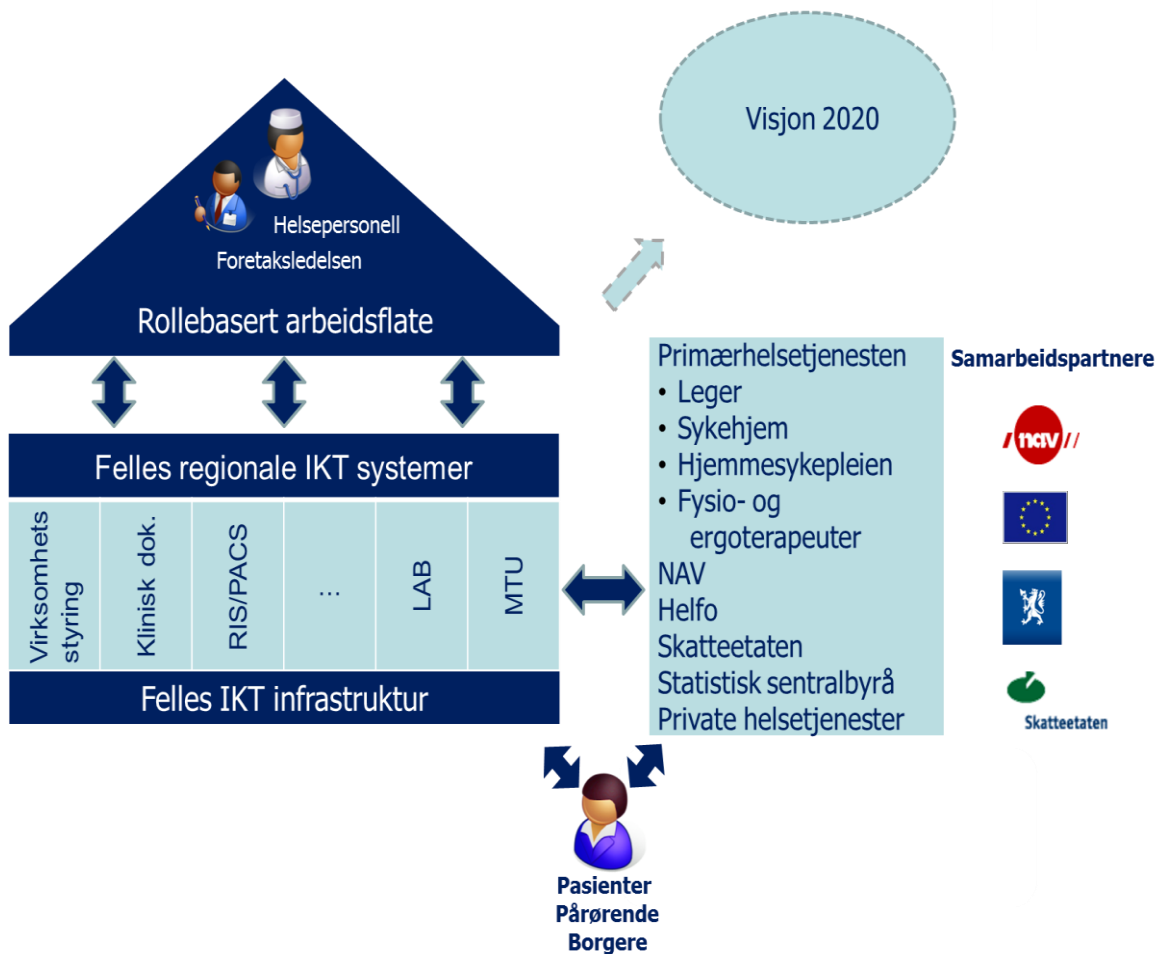 Visjon 2020
Helsepersonell
Foretaksledelsen
Rollebasert arbeidsflate
Felles regionale IKT systemer
Virksomhets
styring
Klinisk dok.
RIS/PACS
...
LAB
MTU
Felles IKT infrastruktur
Primærhelsetjenesten
• Leger
• Sykehjem
• Hjemmesykepleien
• Fysio- og
ergoterapeuter
NAV
Helfo
Skatteetaten
Statistisk sentralbyrå
Private helsetjenester
Samarbeidspartnere
/nav//
Skatteetaten
Pasienter
Pårørende
Borgere